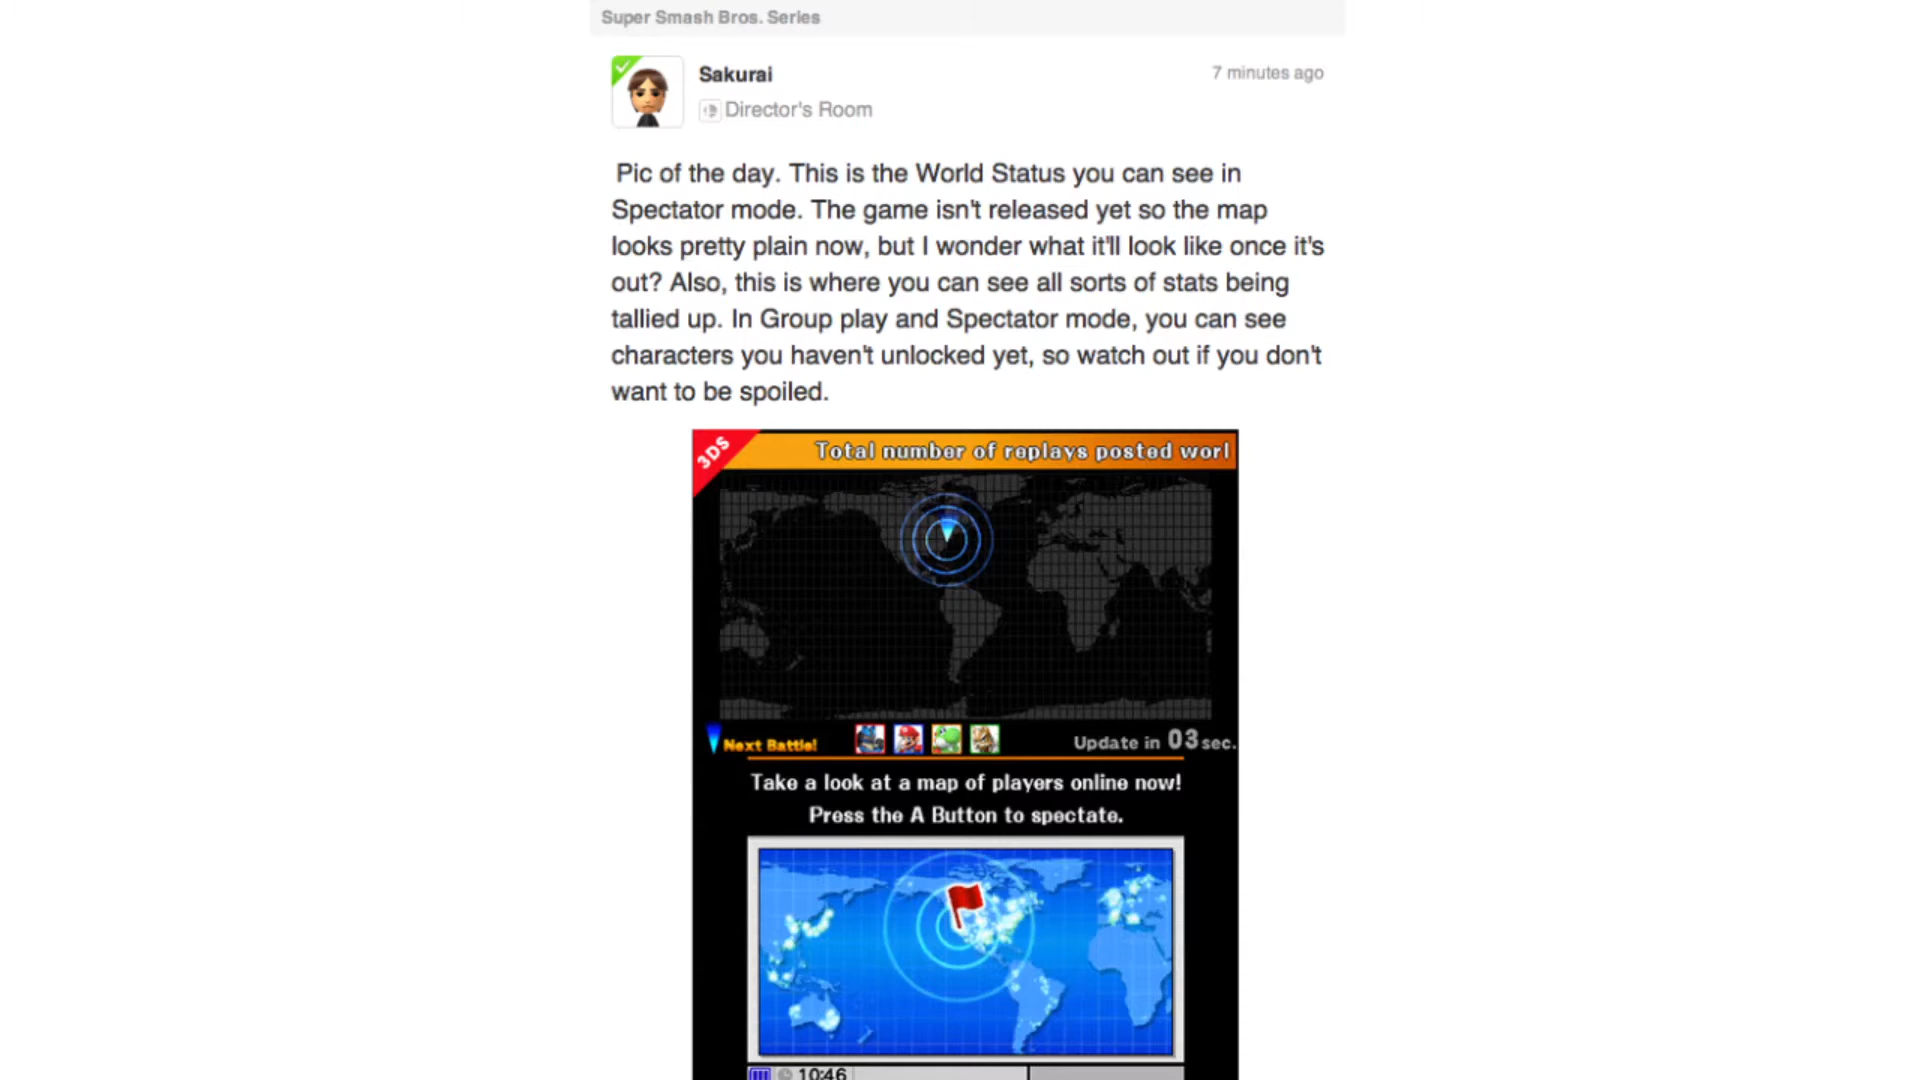 Super Smash Bros. Series
Sakurai
7 minutes ago
Director's Room
Pic of the day. This is the World Status you can see in
Spectator mode. The game isn't released yet so the map
looks pretty plain now, but I wonder what it'll look like once it's
out? Also, this is where you can see all sorts of stats being
tallied up. In Group play and Spectator mode, you can see
characters you haven't unlocked yet, so watch out if you don't
want to be spoiled.
3DS
Total number of replays posted worl
Next Battle!
Update in 03 sec.
Take a look at a map of players online now!
Press the A Button to spectate.
10:46